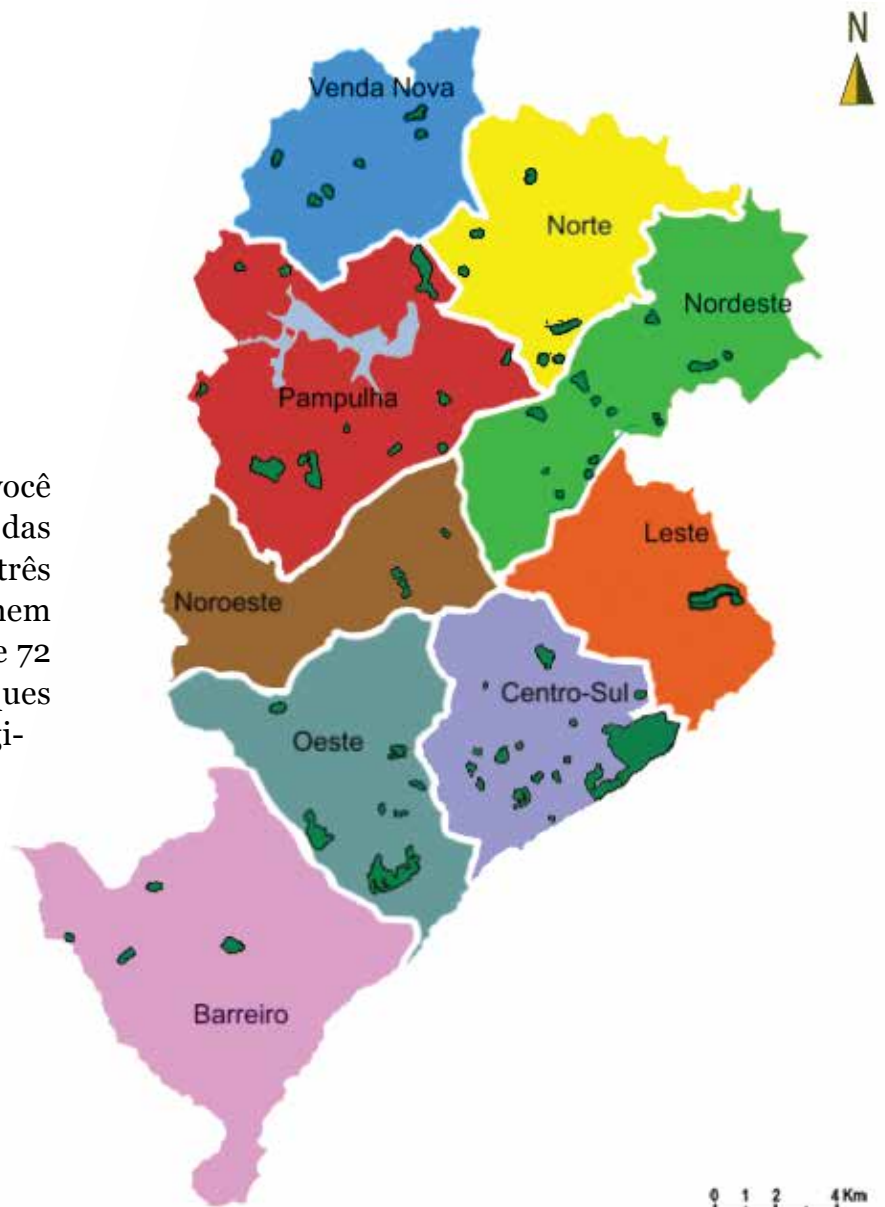 N
Venda Nova
Norte
Nordeste
Pampulha
você
das
três
Leste
Noroeste
nem
e 72
Centro-Sul
ques
Oeste
gi-
Barreiro
0 1 2 4 Km